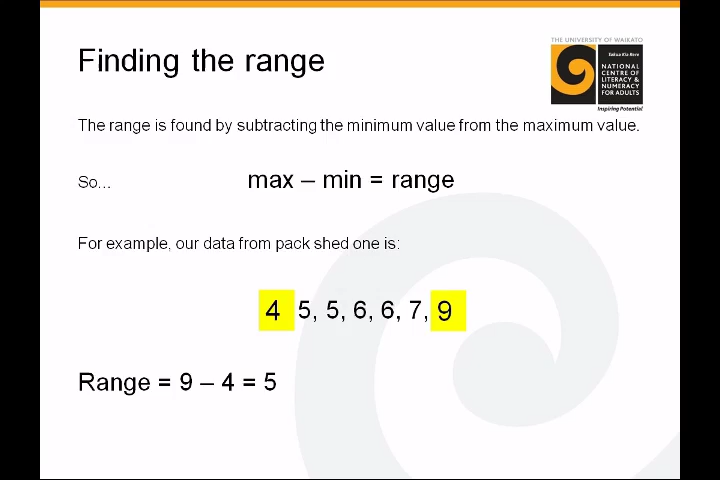 THE UNIVERSITY OF WAIKATO
Finding the range
NATIONAL
CENTRE OF
LITERACY &
NUMERACY
FOR ADULTS
Inspiring Potential
The range is found by subtracting the minimum value from the maximum value.
So...
max – min = range
For example, our data from pack shed one is:
4 5, 5, 6, 6, 7, 9
Range = 9 – 4 = 5